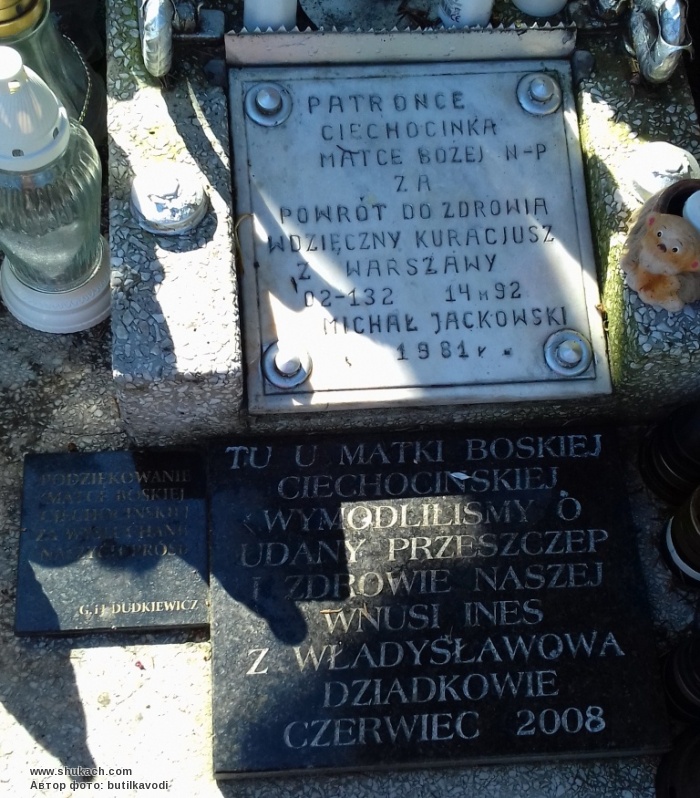 PATRONCE
CIECHOCINKA
MATCE BOŻEJ N-P
ZA
POWRÓT DO ZDROWIA
WDZIĘCZNY KURACJUSZ
Z WARSZAWY
02-132 14 M 92
MICHAŁ JACKOWSKI
1981 r
PODZIĘKOWANIE
MATCE BOSKIEJ
CIECHOCIŃSKIEJ
ZA
G.H DUDKIEWICZ
TU U MATKI BOSKIEJ
CIECHOCIŃSKIEJ
WYMODLILIŚMY O
UDANY PRZESZCZEP
I ZDROWIE NASZEJ
WNUSI INES
Z WŁADYSŁAWOWA
DZIADKOWIE
CZERWIEC 2008
www.shukach.com
Автор фото: butilkavodi